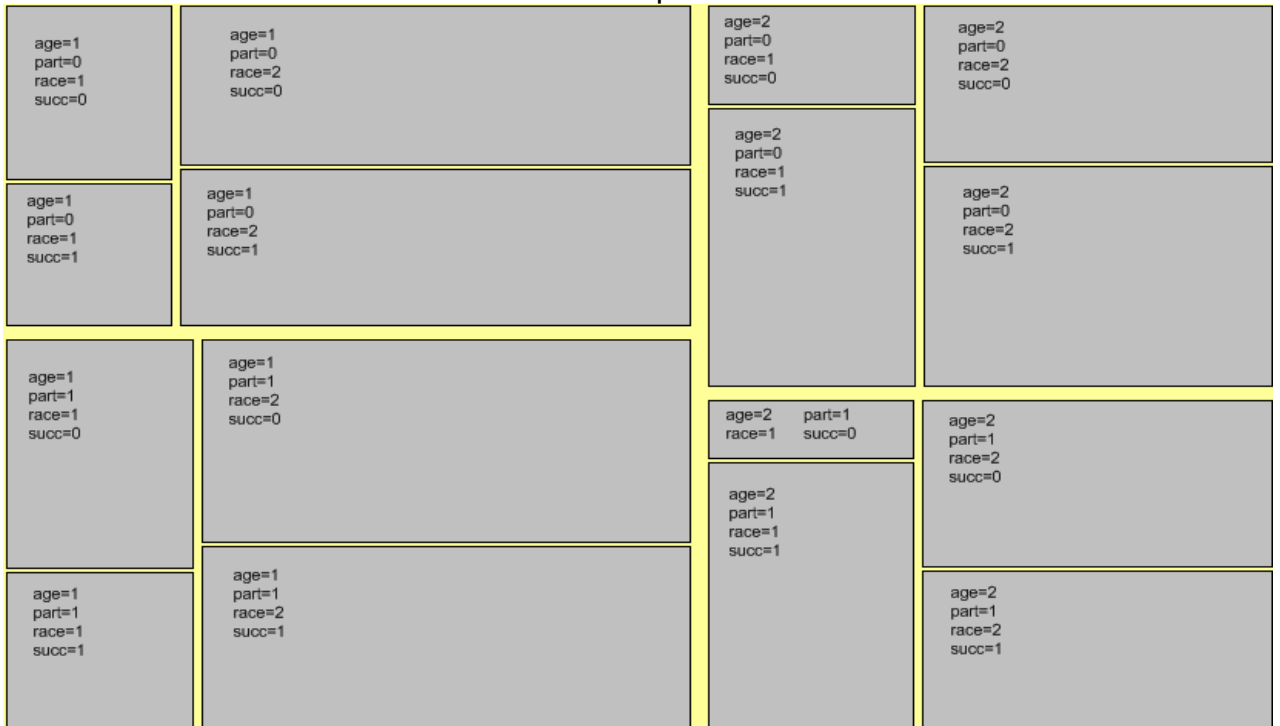 age=1
part=0
race=1
succ=0
age=1
part=0
race=2
succ=0
age=2
part=0
race=1
succ=0
age=2
part=0
race=2
succ=0
age=1
part=0
race=1
succ=1
age=1
part=0
race=2
succ=1
age=2
part=0
race=1
succ=1
age=2
part=0
race=2
succ=1
age=1
part=1
race=1
succ=0
age=1
part=1
race=2
succ=0
age=2 part=1
race=1 succ=0
age=2
part=1
race=2
succ=0
age=1
part=1
race=1
succ=1
age=1
part=1
race=2
succ=1
age=2
part=1
race=1
succ=1
age=2
part=1
race=2
succ=1